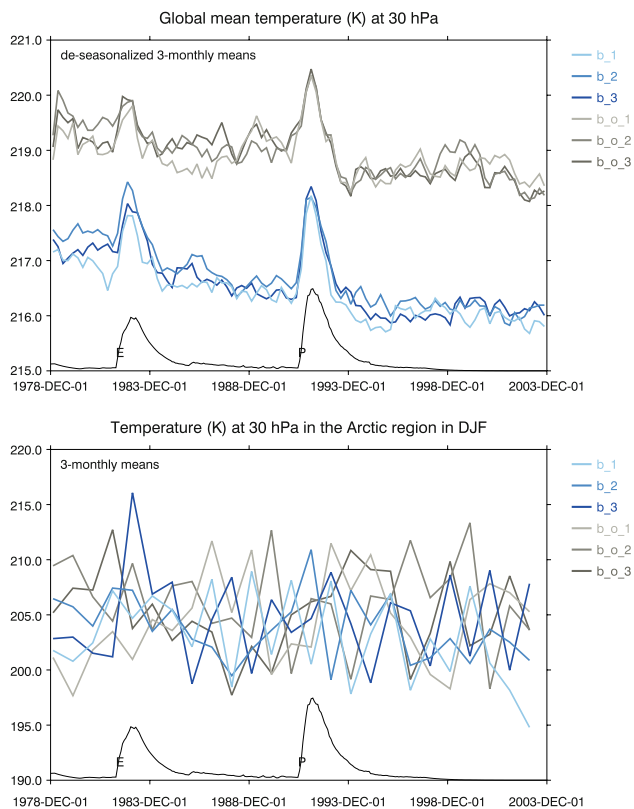 Global mean temperature (K) at 30 hPa
221.0
de-seasonalized 3-monthly means
220.0
219.0
218.0
217.0
216.0
215.0
E
P
1978-DEC-01 1983-DEC-01 1988-DEC-01 1993-DEC-01 1998-DEC-01 2003-DEC-01
b_1
b_2
b_3
b_o_1
b_o_2
b_o_3
Temperature (K) at 30 hPa in the Arctic region in DJF
220.0
3-monthly means
215.0
210.0
205.0
200.0
195.0
190.0
E
P
1978-DEC-01 1983-DEC-01 1988-DEC-01 1993-DEC-01 1998-DEC-01 2003-DEC-01
b_1
b_2
b_3
b_o_1
b_o_2
b_o_3